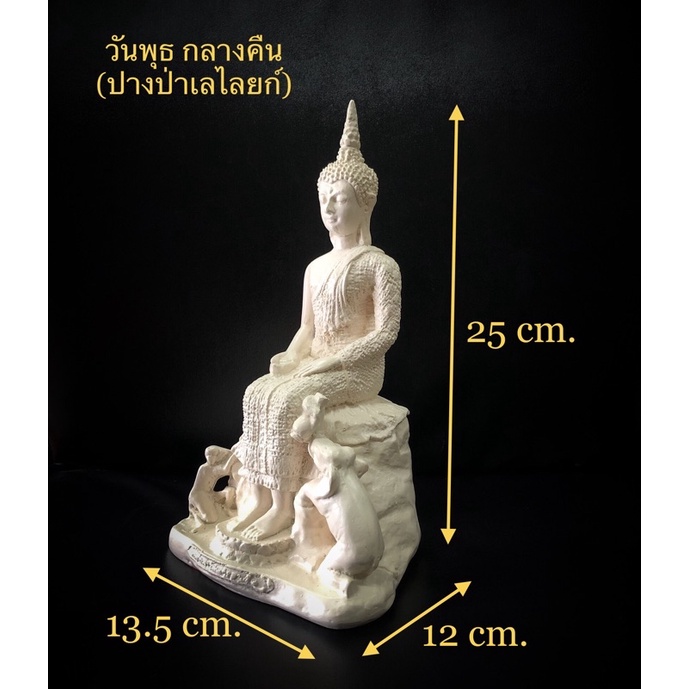 วันพุธ กลางคืน
(ปางป่าเลไลยก์)
25 cm.
13.5 cm.
12 cm.